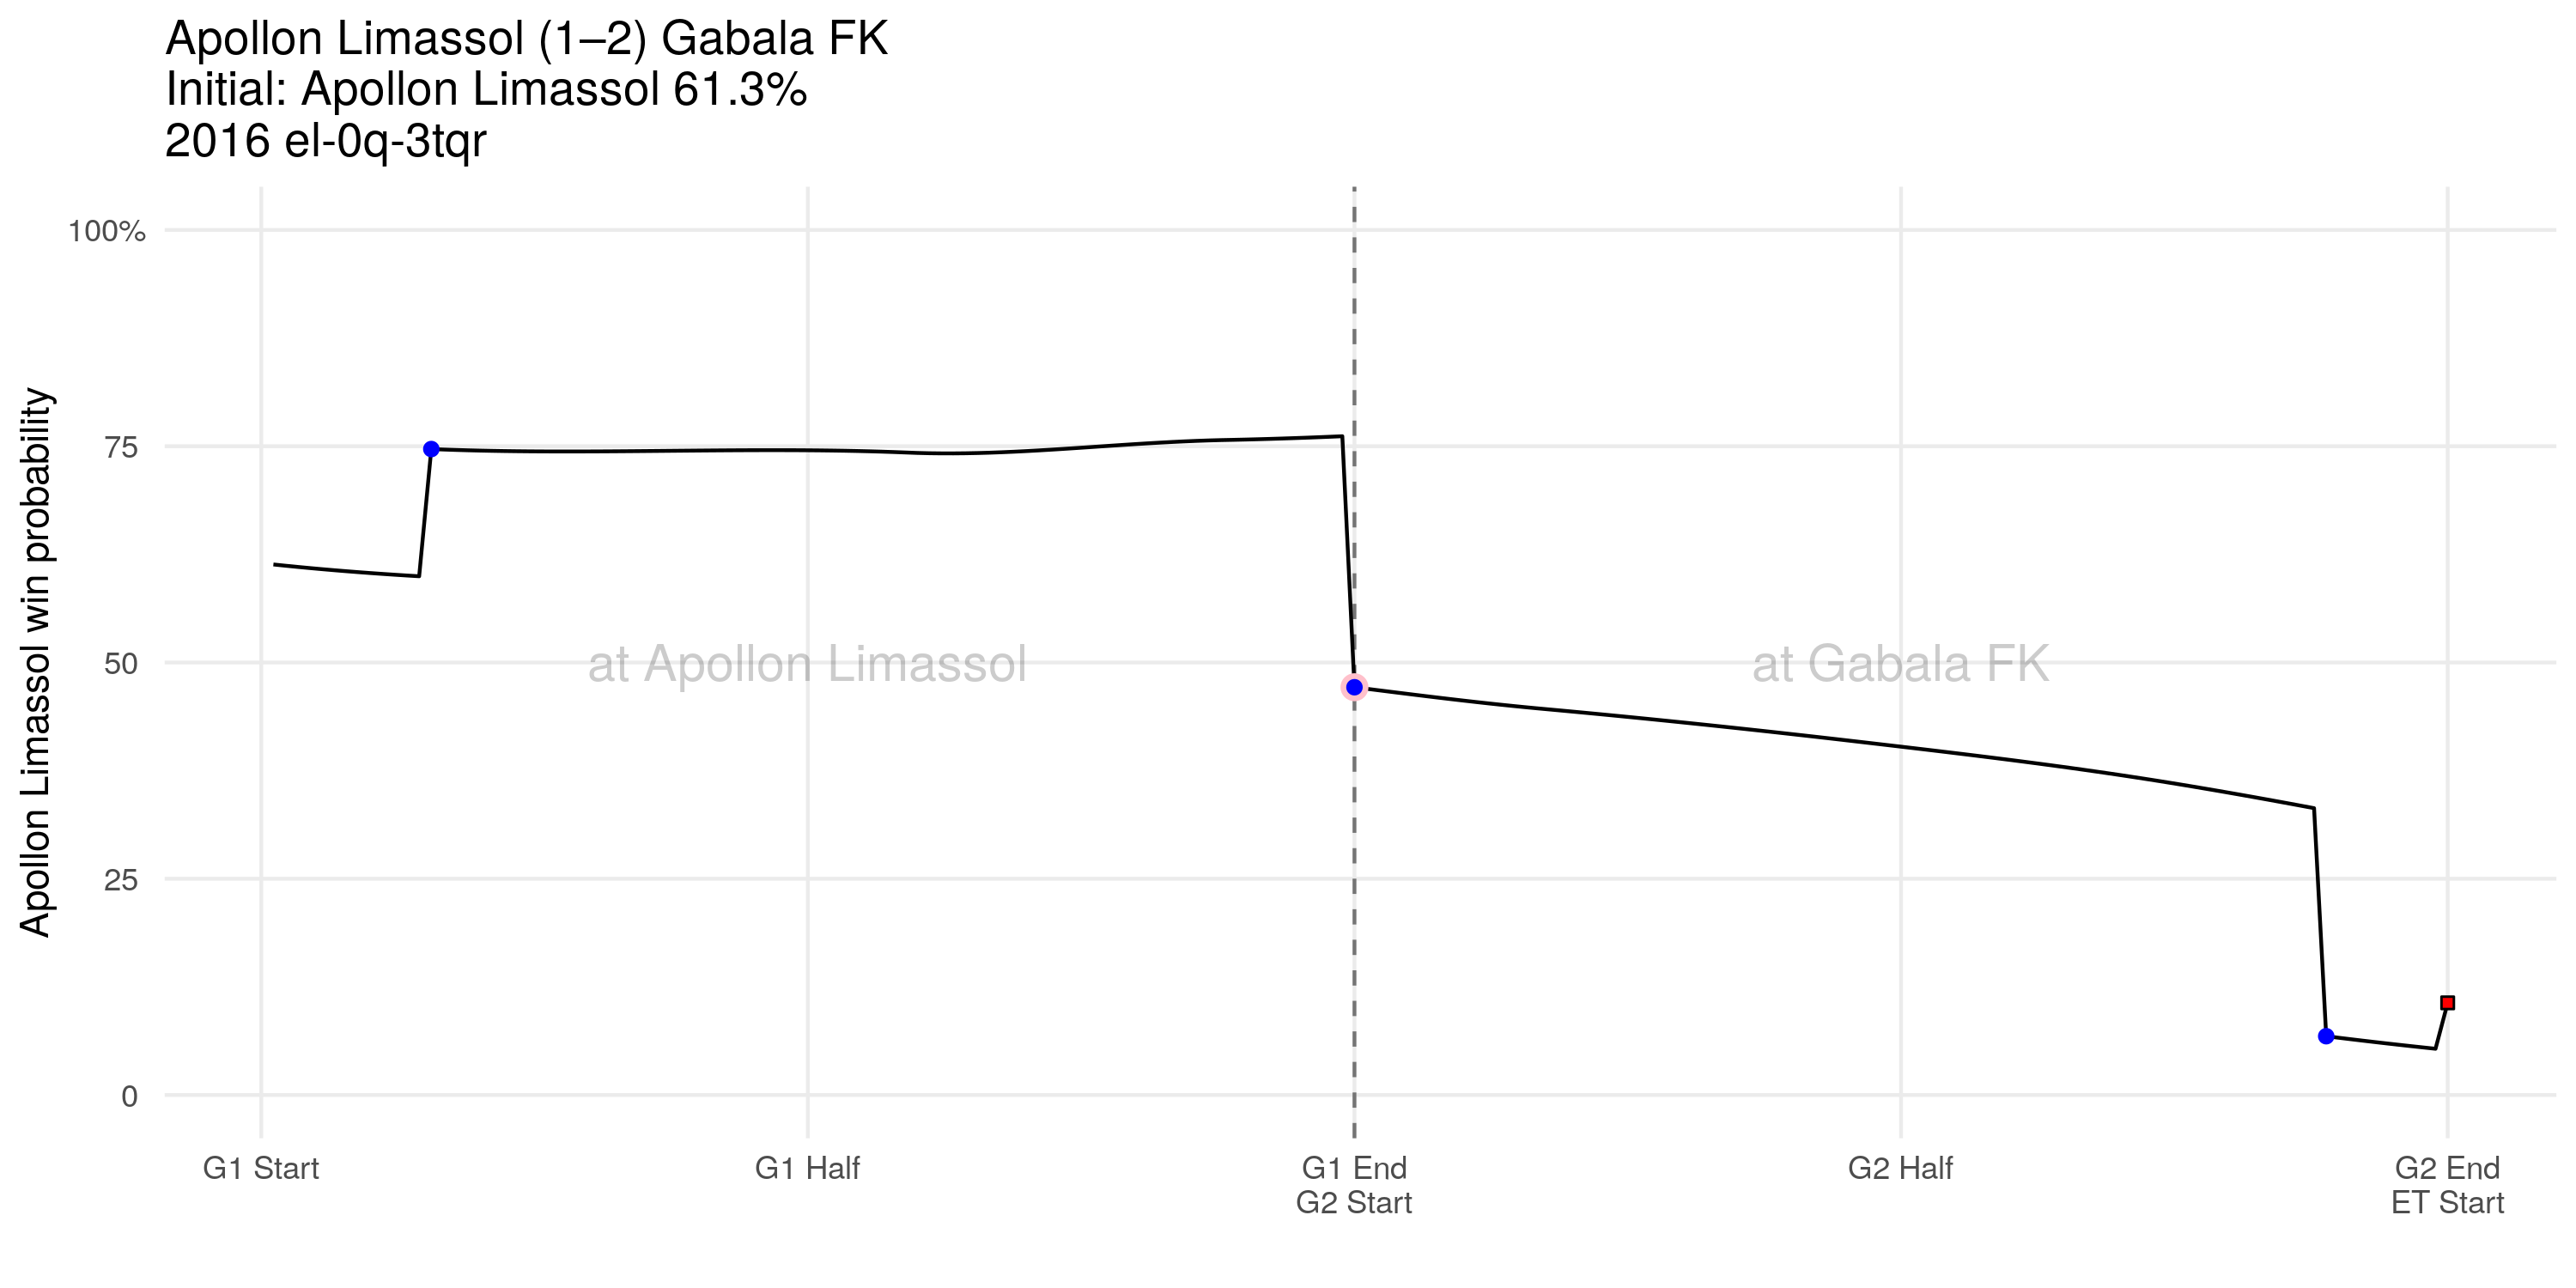 Apollon Limassol (1–2) Gabala FK
Initial: Apollon Limassol 61.3%
2016 el-0q-3tqr
Apollon Limassol win probability
100%
75
50
25
0
at Apollon Limassol
at Gabala FK
G1 Start
G1 Half
G1 End
G2 Start
G2 Half
G2 End
ET Start